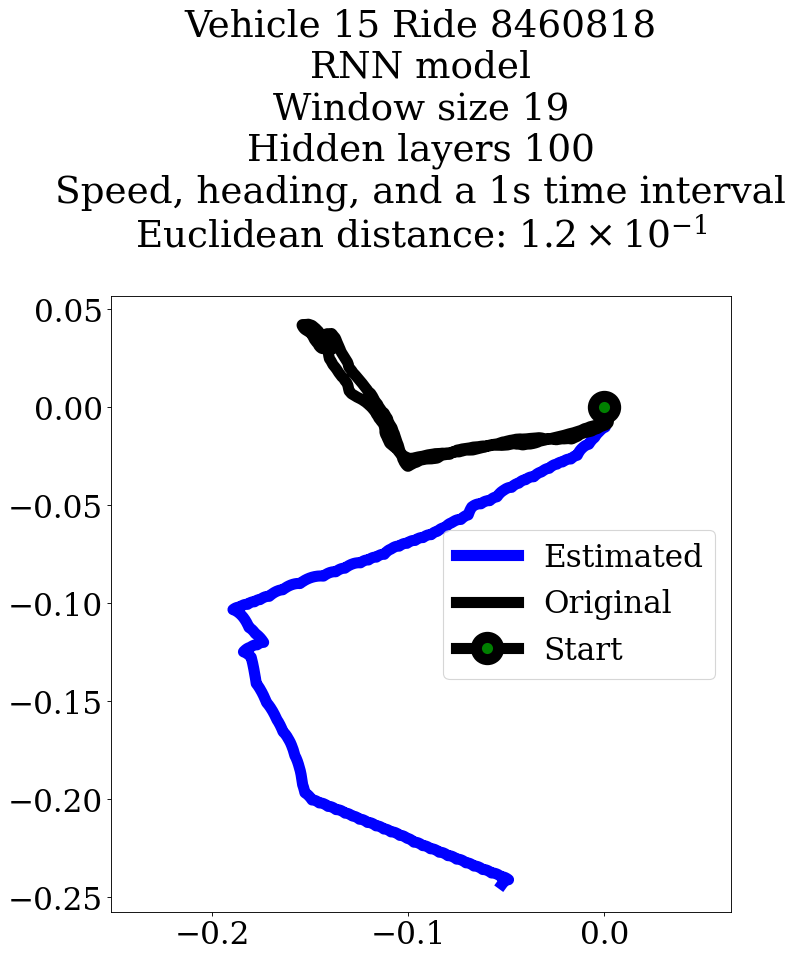 Vehicle 15 Ride 8460818
RNN model
Window size 19
Hidden layers 100
Speed, heading, and a 1s time interval
Euclidean distance: 1.2 × 10⁻¹
0.05
0.00
−0.05
−0.10
−0.15
−0.20
−0.25
Estimated
Original
Start
−0.2
−0.1
0.0